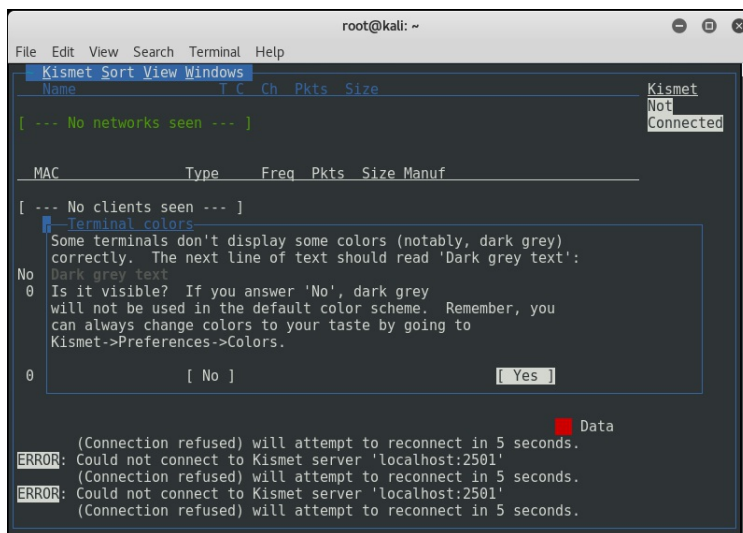 root@kali: ~
File Edit View Search Terminal Help
Kismet Sort View Windows
Name T C Ch Pkts Size
Kismet
Not
Connected
[ --- No networks seen --- ]
MAC Type Freq Pkts Size Manuf
[ --- No clients seen --- ]
Terminal colors
Some terminals don't display some colors (notably, dark grey)
correctly. The next line of text should read 'Dark grey text':
No Dark grey text
0 Is it visible? If you answer 'No', dark grey
will not be used in the default color scheme. Remember, you
can always change colors to your taste by going to
Kismet->Preferences->Colors.
0 [ No ] [ Yes ]
Data
(Connection refused) will attempt to reconnect in 5 seconds.
ERROR: Could not connect to Kismet server 'localhost:2501'
(Connection refused) will attempt to reconnect in 5 seconds.
ERROR: Could not connect to Kismet server 'localhost:2501'
(Connection refused) will attempt to reconnect in 5 seconds.